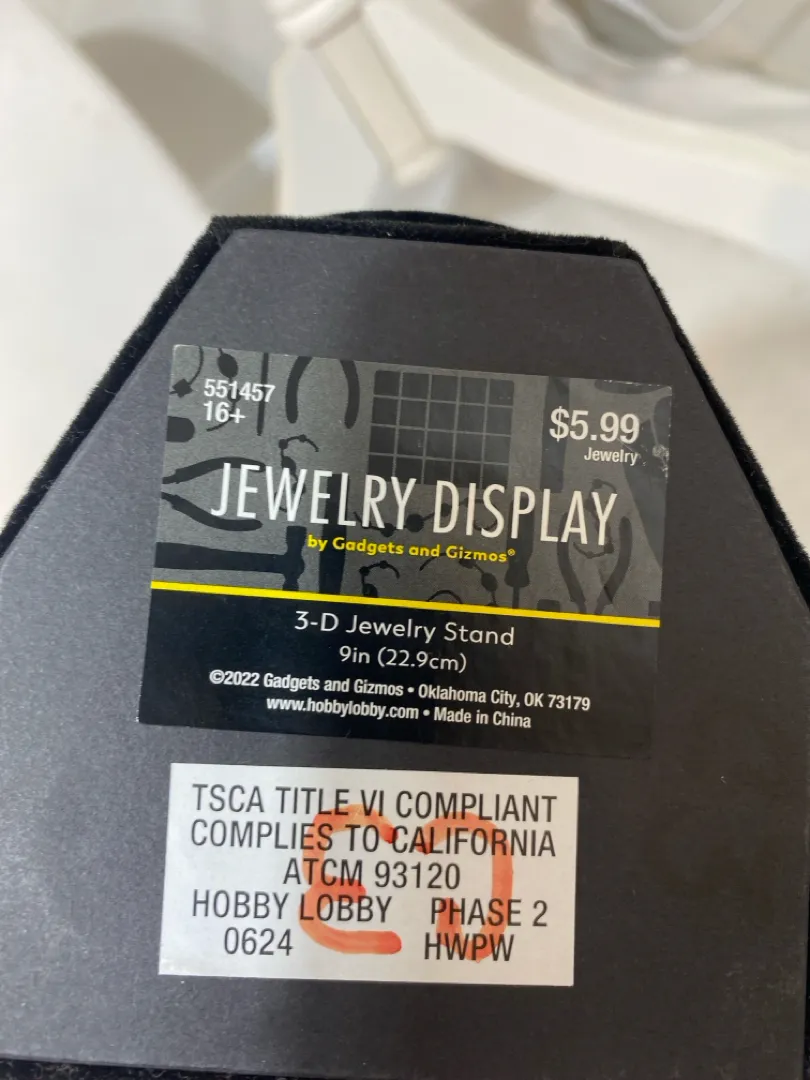 551457
16+
$5.99
Jewelry
JEWELRY DISPLAY
by Gadgets and Gizmos®
3-D Jewelry Stand
9in (22.9cm)
©2022 Gadgets and Gizmos • Oklahoma City, OK 73179
www.hobbylobby.com • Made in China
TSCA TITLE VI COMPLIANT
COMPLIES TO CALIFORNIA
ATCM 93120
HOBBY LOBBY PHASE 2
0624 HWPW